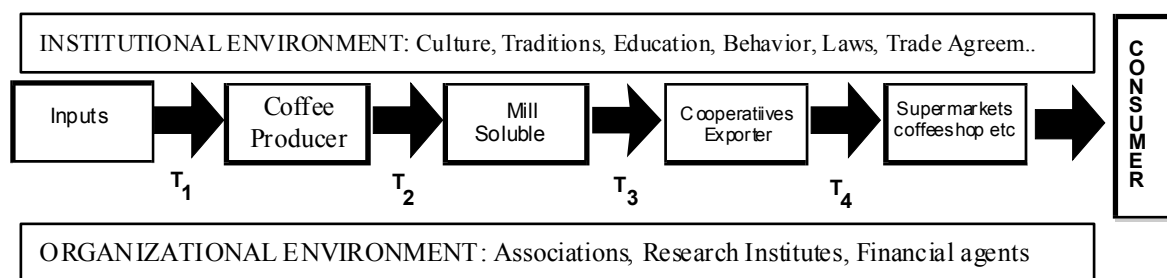 INSTITUTIONAL ENVIRONMENT: Culture, Traditions, Education, Behavior, Laws, Trade Agreem..
Inputs
Coffee
Producer
Mill
Soluble
Cooperatiives
Exporter
Supermarkets
coffeeshop etc
CONSUMER
T1
T2
T3
T4
ORGANIZATIONAL ENVIRONMENT: Associations, Research Institutes, Financial agents